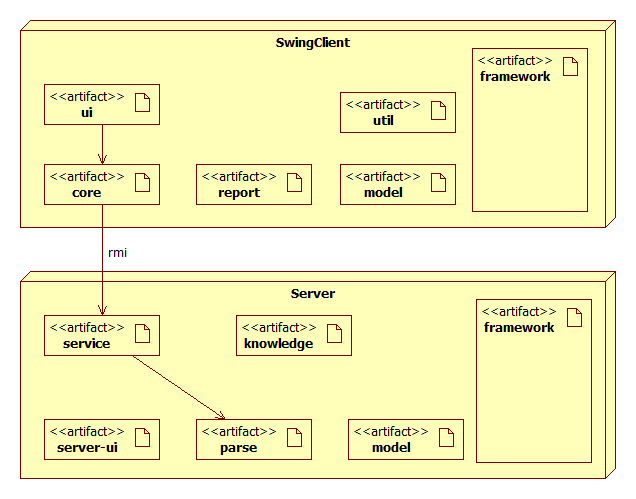 SwingClient
<<artifact>>
framework
<<artifact>>
ui
<<artifact>>
util
<<artifact>>
core
<<artifact>>
report
<<artifact>>
model
rmi
Server
<<artifact>>
framework
<<artifact>>
service
<<artifact>>
knowledge
<<artifact>>
server-ui
<<artifact>>
parse
<<artifact>>
model